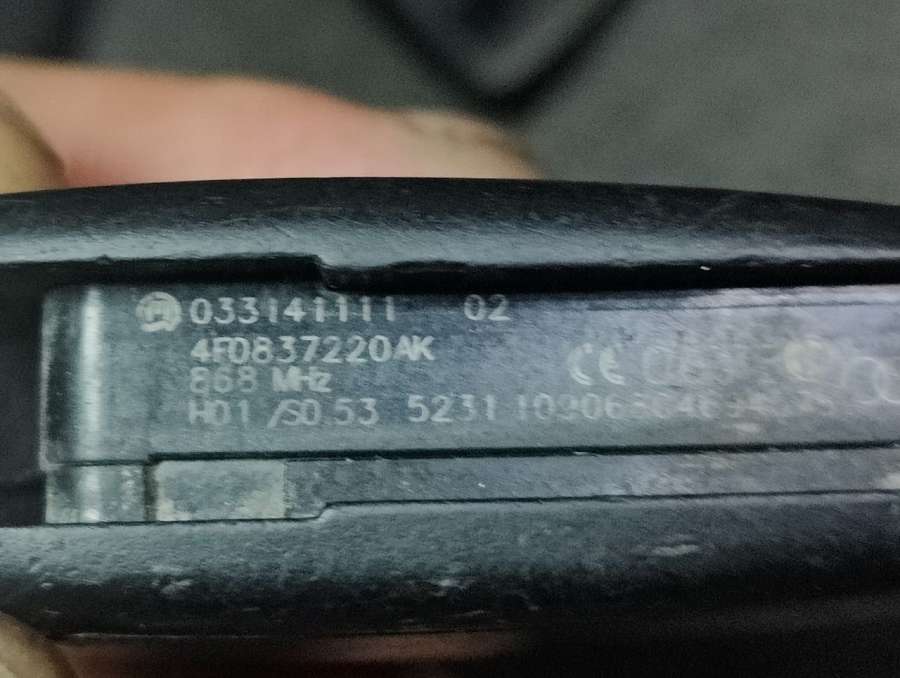 033141111 02
4F0837220AK
868 MHz CE
H01 /S0.53 5231